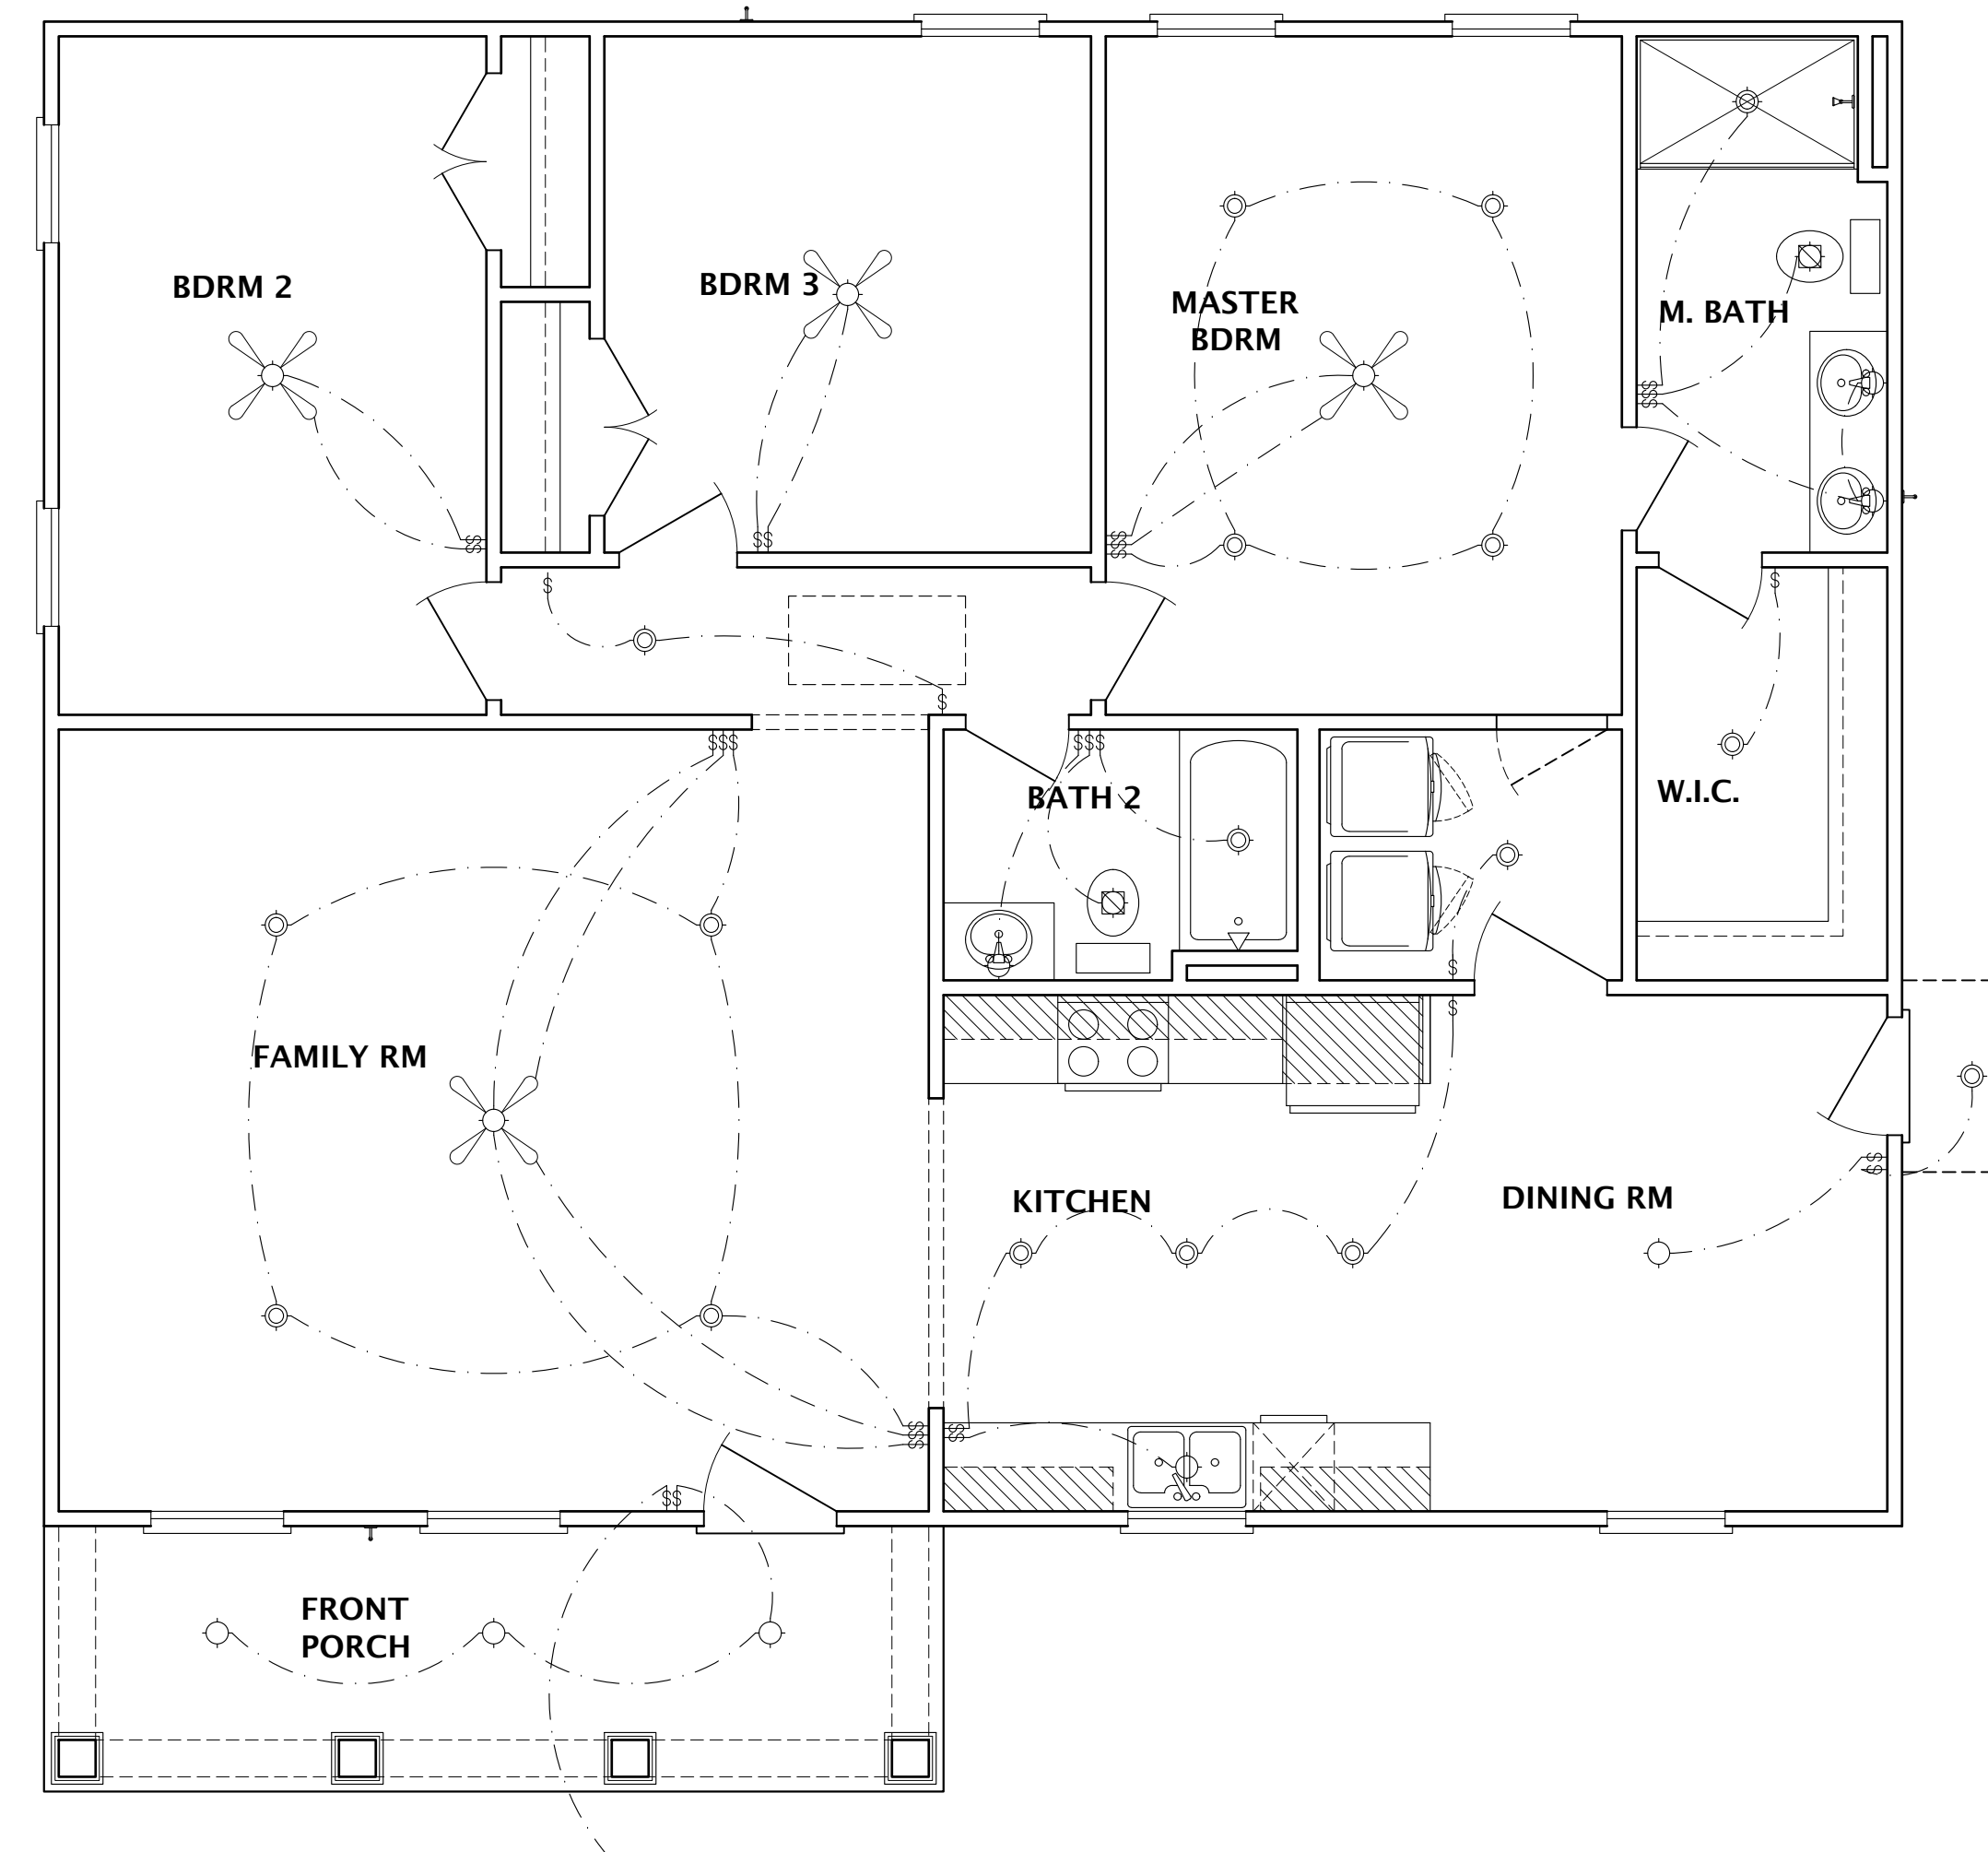 BDRM 2
BDRM 3
MASTER
BDRM
M. BATH
BATH 2
W.I.C.
FAMILY RM
KITCHEN
DINING RM
FRONT
PORCH